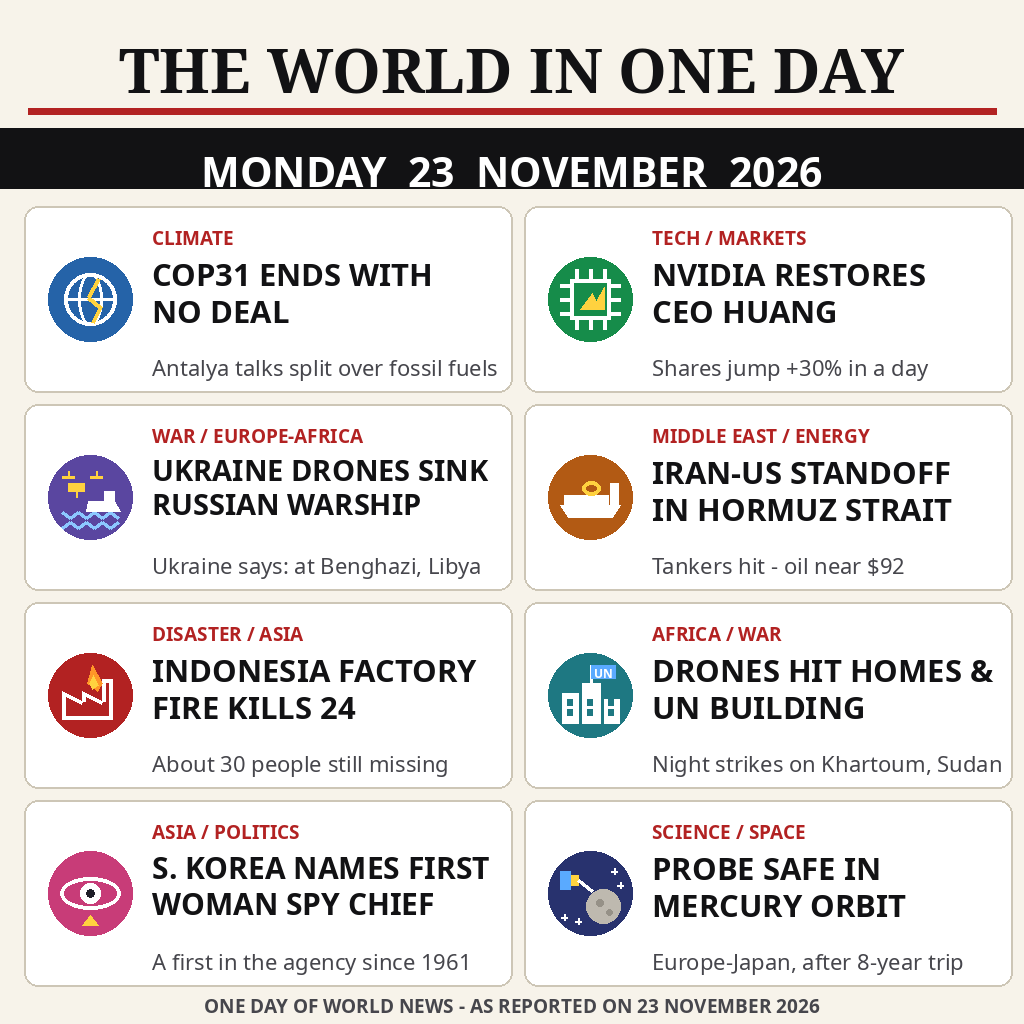 THE WORLD IN ONE DAY
MONDAY 23 NOVEMBER 2026
CLIMATE
COP31 ENDS WITH
NO DEAL
Antalya talks split over fossil fuels
TECH / MARKETS
NVIDIA RESTORES
CEO HUANG
Shares jump +30% in a day
WAR / EUROPE-AFRICA
UKRAINE DRONES SINK
RUSSIAN WARSHIP
Ukraine says: at Benghazi, Libya
MIDDLE EAST / ENERGY
IRAN-US STANDOFF
IN HORMUZ STRAIT
Tankers hit - oil near $92
DISASTER / ASIA
INDONESIA FACTORY
FIRE KILLS 24
About 30 people still missing
AFRICA / WAR
UN
DRONES HIT HOMES &
UN BUILDING
Night strikes on Khartoum, Sudan
ASIA / POLITICS
S. KOREA NAMES FIRST
WOMAN SPY CHIEF
A first in the agency since 1961
SCIENCE / SPACE
PROBE SAFE IN
MERCURY ORBIT
Europe-Japan, after 8-year trip
ONE DAY OF WORLD NEWS - AS REPORTED ON 23 NOVEMBER 2026